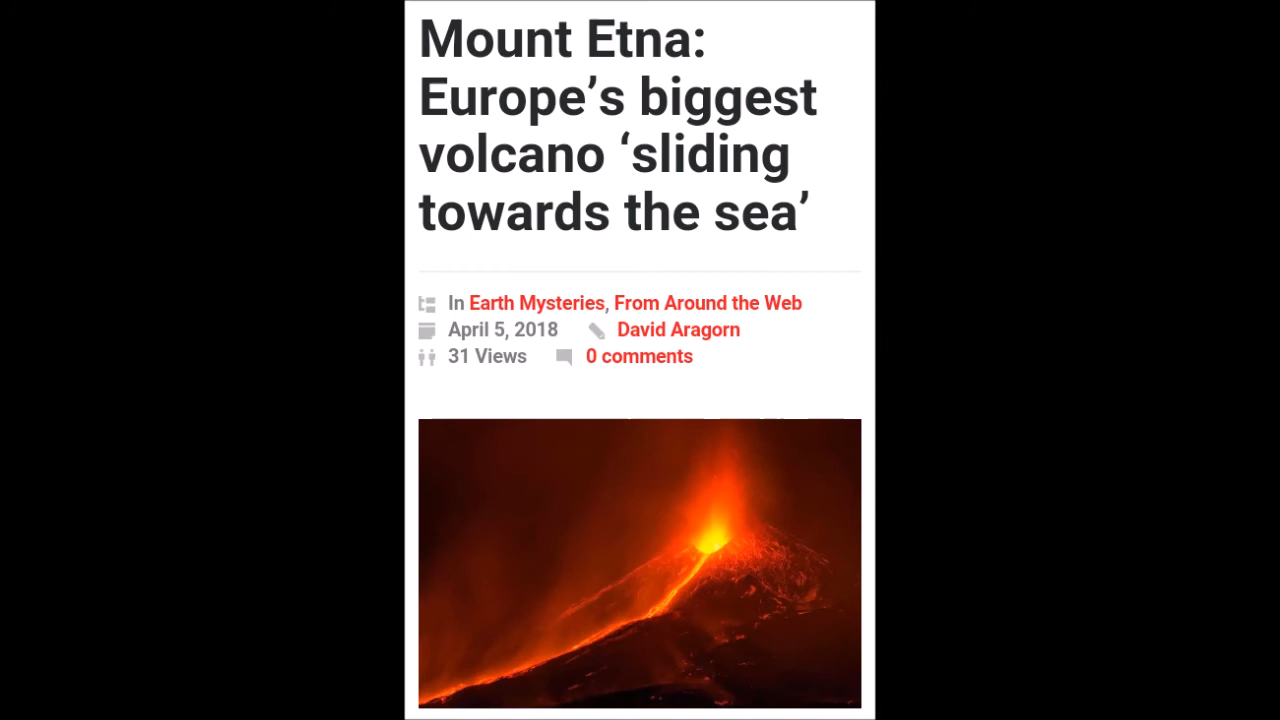 Mount Etna:
Europe’s biggest
volcano ‘sliding
towards the sea’
In Earth Mysteries, From Around the Web
April 5, 2018 David Aragorn
31 Views 0 comments